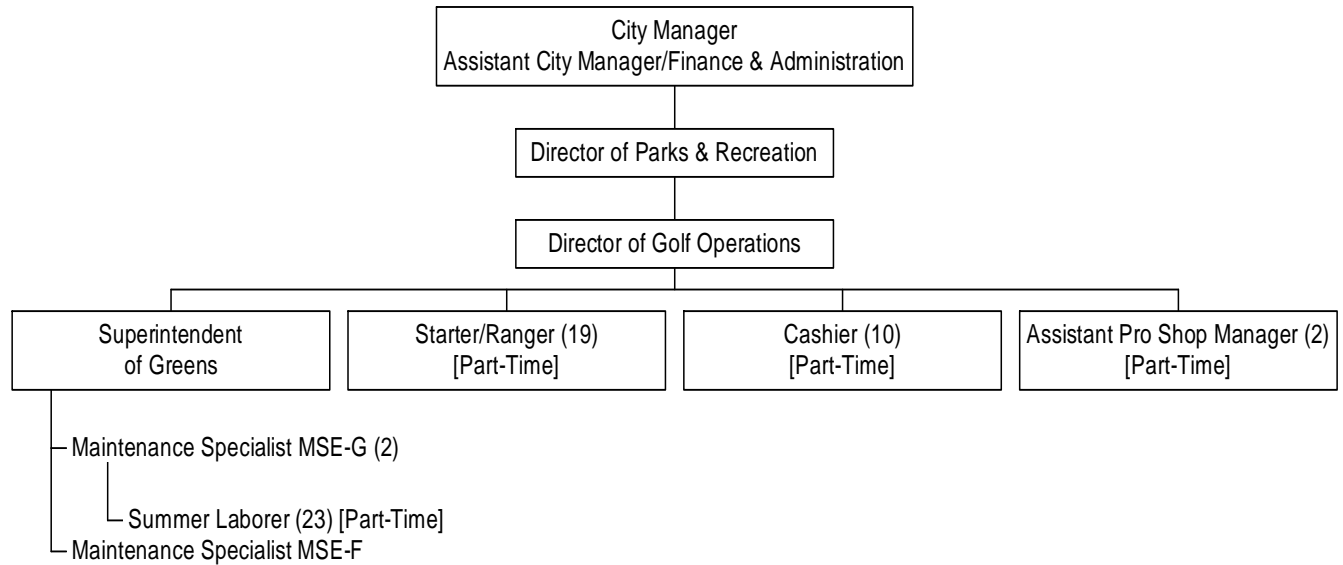 City Manager
Assistant City Manager/Finance & Administration
Director of Parks & Recreation
Director of Golf Operations
Superintendent
of Greens
Starter/Ranger (19)
[Part-Time]
Cashier (10)
[Part-Time]
Assistant Pro Shop Manager (2)
[Part-Time]
Maintenance Specialist MSE-G (2)
Summer Laborer (23) [Part-Time]
Maintenance Specialist MSE-F